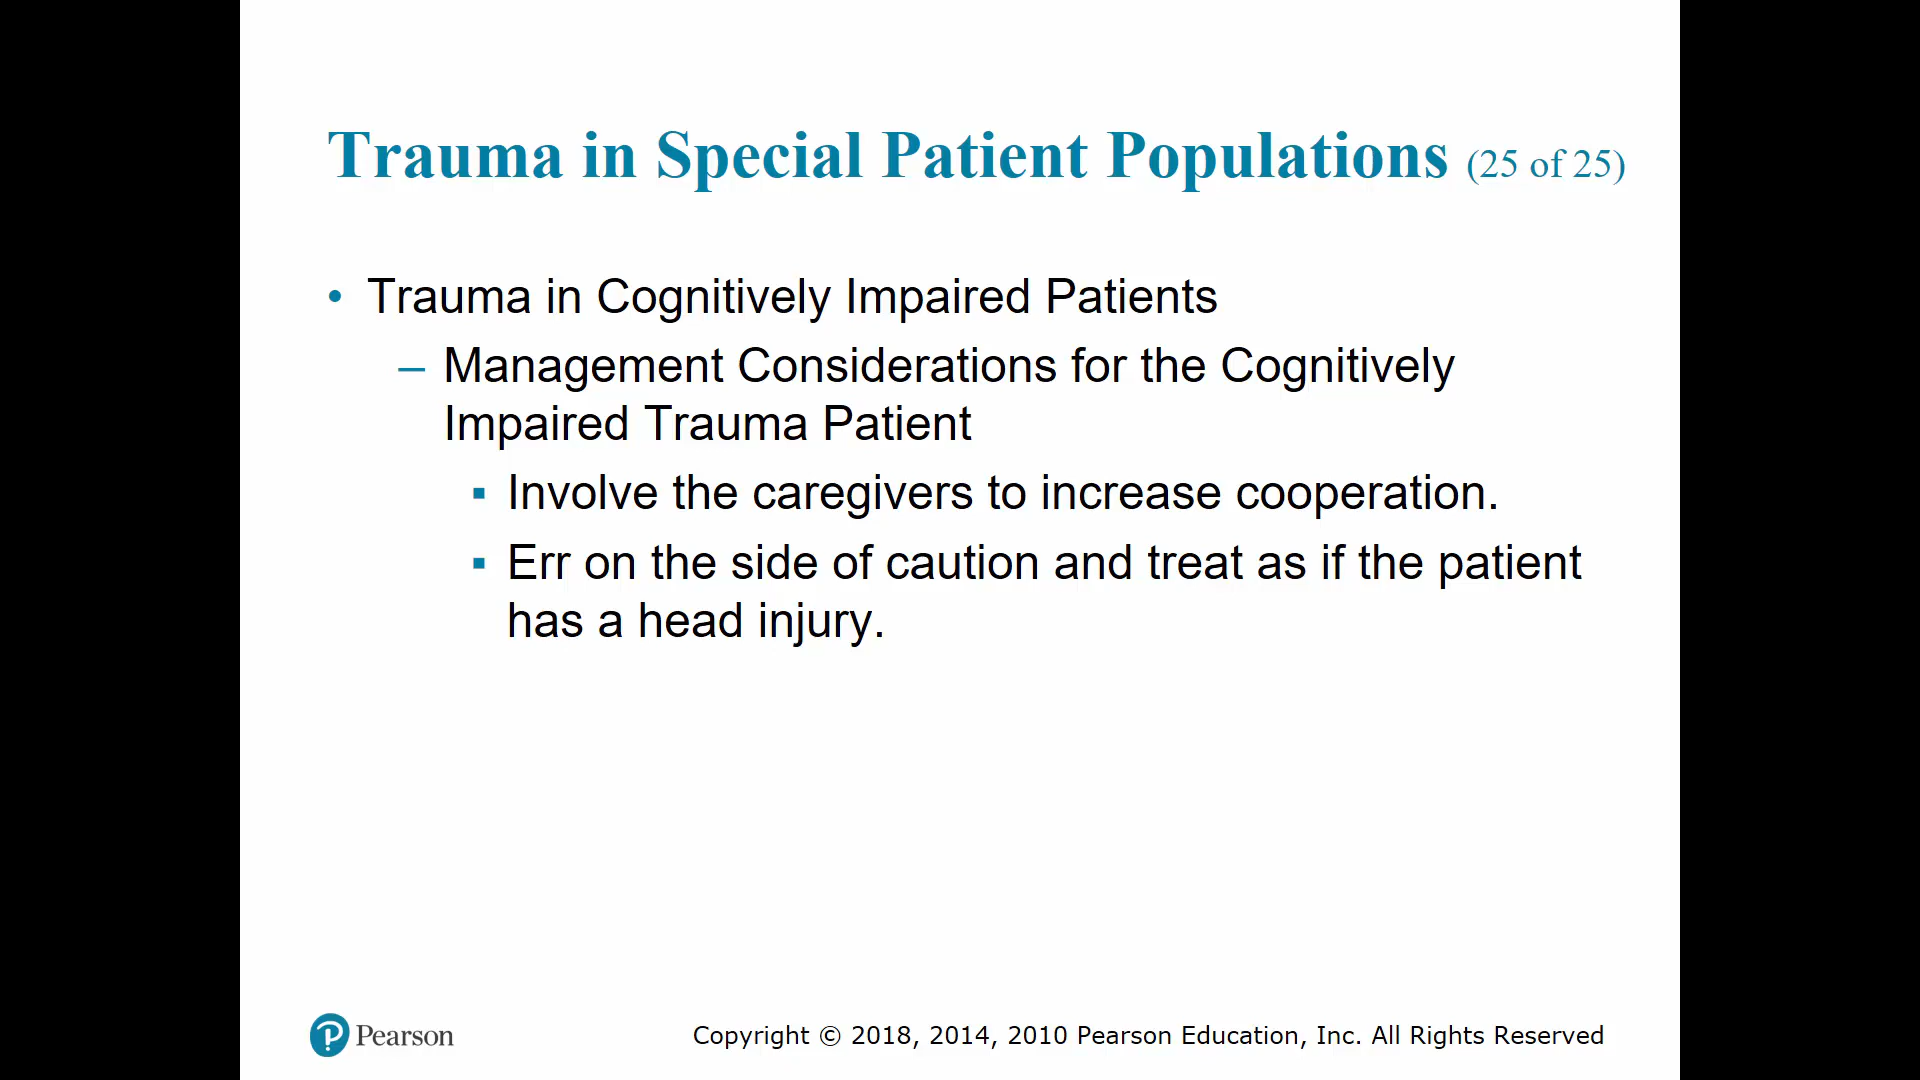 Trauma in Special Patient Populations (25 of 25)
• Trauma in Cognitively Impaired Patients
– Management Considerations for the Cognitively
Impaired Trauma Patient
▪ Involve the caregivers to increase cooperation.
▪ Err on the side of caution and treat as if the patient
has a head injury.
Pearson
Copyright © 2018, 2014, 2010 Pearson Education, Inc. All Rights Reserved